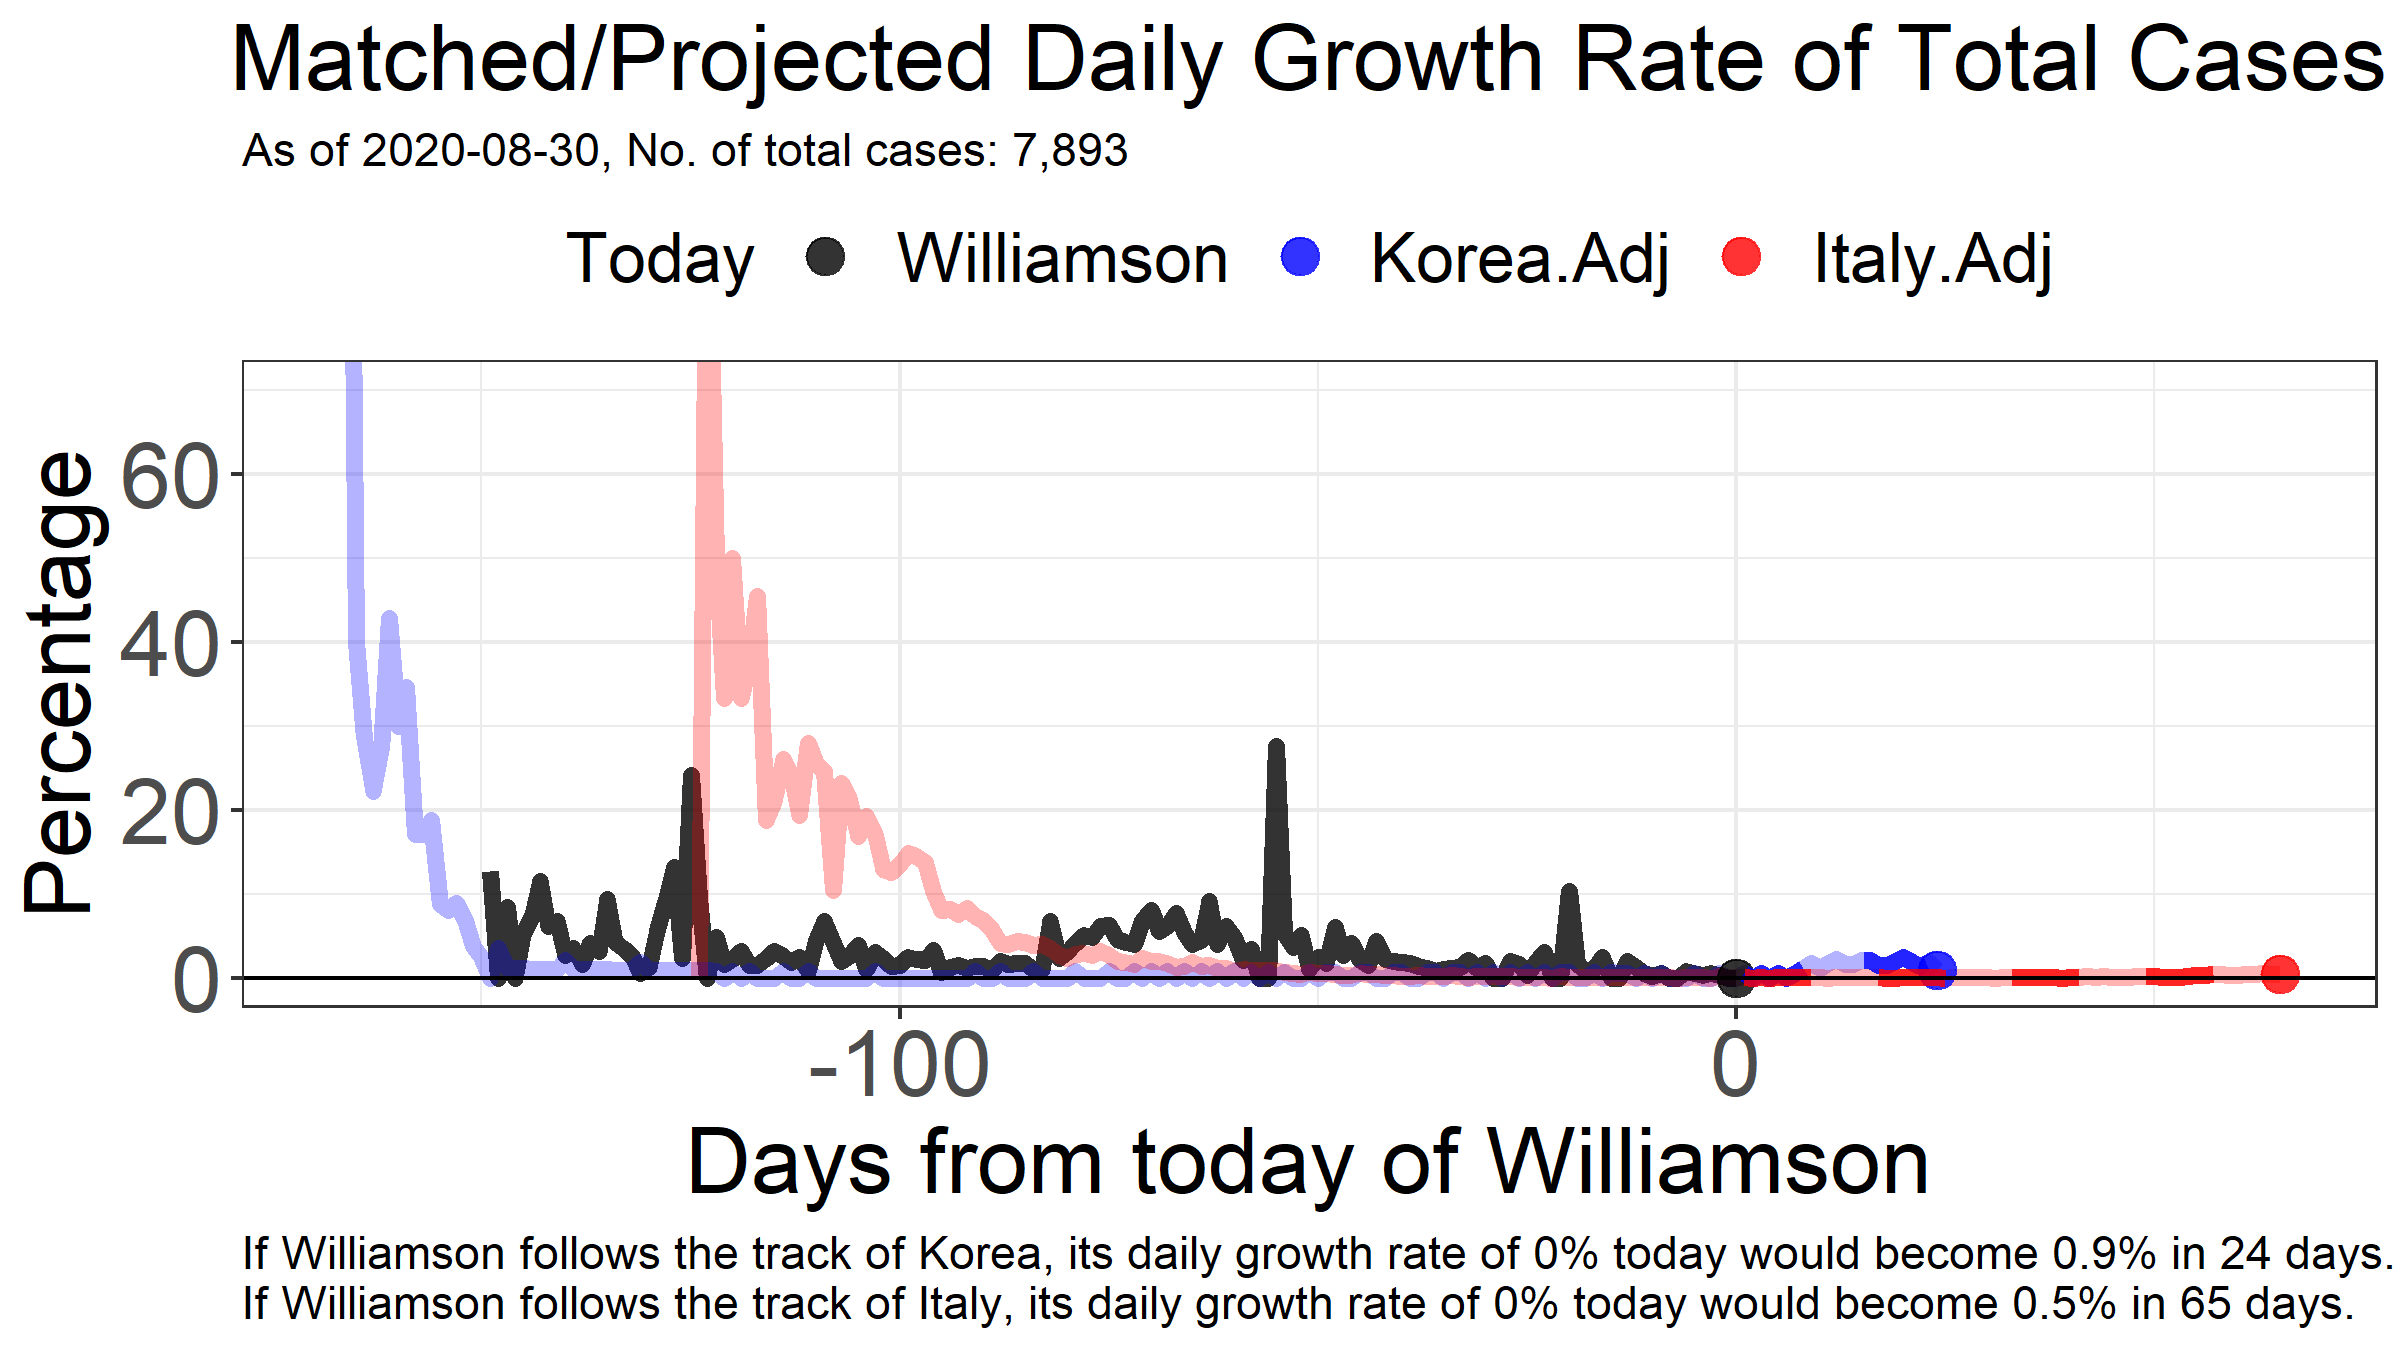 Matched/Projected Daily Growth Rate of Total Cases
As of 2020-08-30, No. of total cases: 7,893
Today Williamson Korea.Adj Italy.Adj
Percentage
60
40
20
0
-100 0
Days from today of Williamson
If Williamson follows the track of Korea, its daily growth rate of 0% today would become 0.9% in 24 days.
If Williamson follows the track of Italy, its daily growth rate of 0% today would become 0.5% in 65 days.